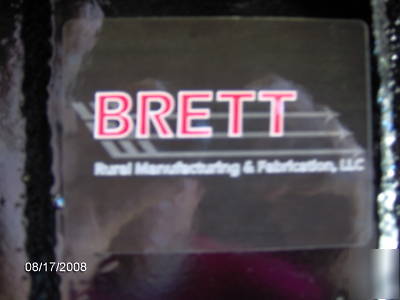 BRETT
Rural Manufacturing & Fabrication, LLC
08/17/2008